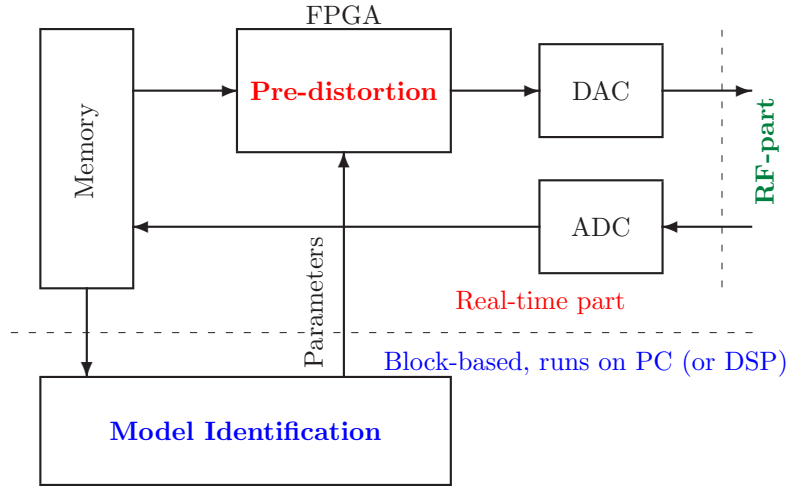 FPGA
Pre-distortion
DAC
Memory
RF-part
ADC
Parameters
Real-time part
Block-based, runs on PC (or DSP)
Model Identification